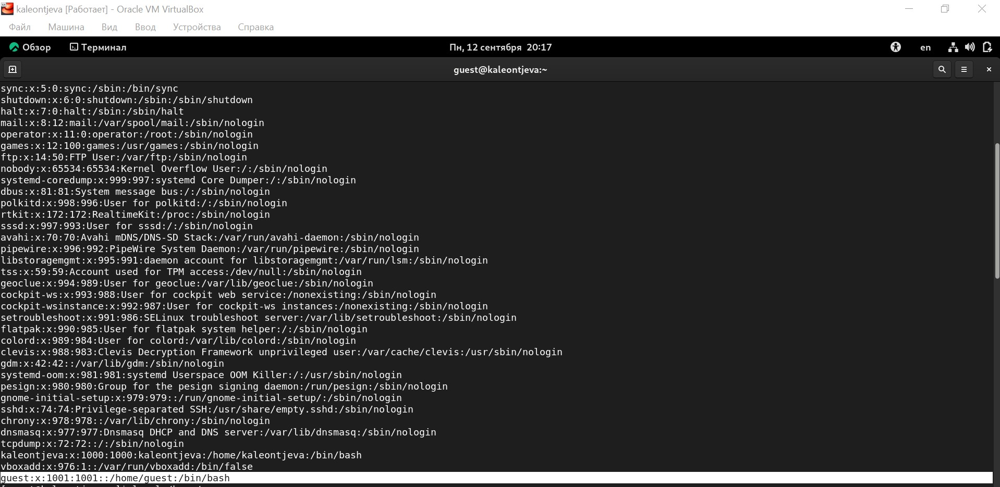 kaleontjeva [Работает] - Oracle VM VirtualBox
Файл Машина Вид Ввод Устройства Справка
Обзор Терминал Пн, 12 сентября 20:17 en
guest@kaleontjeva:~
sync:x:5:0:sync:/sbin:/bin/sync
shutdown:x:6:0:shutdown:/sbin:/sbin/shutdown
halt:x:7:0:halt:/sbin:/sbin/halt
mail:x:8:12:mail:/var/spool/mail:/sbin/nologin
operator:x:11:0:operator:/root:/sbin/nologin
games:x:12:100:games:/usr/games:/sbin/nologin
ftp:x:14:50:FTP User:/var/ftp:/sbin/nologin
nobody:x:65534:65534:Kernel Overflow User:/:/sbin/nologin
systemd-coredump:x:999:997:systemd Core Dumper:/:/sbin/nologin
dbus:x:81:81:System message bus:/:/sbin/nologin
polkitd:x:998:996:User for polkitd:/:/sbin/nologin
rtkit:x:172:172:RealtimeKit:/proc:/sbin/nologin
sssd:x:997:993:User for sssd:/:/sbin/nologin
avahi:x:70:70:Avahi mDNS/DNS-SD Stack:/var/run/avahi-daemon:/sbin/nologin
pipewire:x:996:992:PipeWire System Daemon:/var/run/pipewire:/sbin/nologin
libstoragemgmt:x:995:991:daemon account for libstoragemgmt:/var/run/lsm:/sbin/nologin
tss:x:59:59:Account used for TPM access:/dev/null:/sbin/nologin
geoclue:x:994:989:User for geoclue:/var/lib/geoclue:/sbin/nologin
cockpit-ws:x:993:988:User for cockpit web service:/nonexisting:/sbin/nologin
cockpit-wsinstance:x:992:987:User for cockpit-ws instances:/nonexisting:/sbin/nologin
setroubleshoot:x:991:986:SELinux troubleshoot server:/var/lib/setroubleshoot:/sbin/nologin
flatpak:x:990:985:User for flatpak system helper:/:/sbin/nologin
colord:x:989:984:User for colord:/var/lib/colord:/sbin/nologin
clevis:x:988:983:Clevis Decryption Framework unprivileged user:/var/cache/clevis:/usr/sbin/nologin
gdm:x:42:42::/var/lib/gdm:/sbin/nologin
systemd-oom:x:981:981:systemd Userspace OOM Killer:/:/usr/sbin/nologin
pesign:x:980:980:Group for the pesign signing daemon:/run/pesign:/sbin/nologin
gnome-initial-setup:x:979:979::/run/gnome-initial-setup/:/sbin/nologin
sshd:x:74:74:Privilege-separated SSH:/usr/share/empty.sshd:/sbin/nologin
chrony:x:978:978::/var/lib/chrony:/sbin/nologin
dnsmasq:x:977:977:Dnsmasq DHCP and DNS server:/var/lib/dnsmasq:/sbin/nologin
tcpdump:x:72:72::/:/sbin/nologin
kaleontjeva:x:1000:1000:kaleontjeva:/home/kaleontjeva:/bin/bash
vboxadd:x:976:1::/var/run/vboxadd:/bin/false
guest:x:1001:1001::/home/guest:/bin/bash